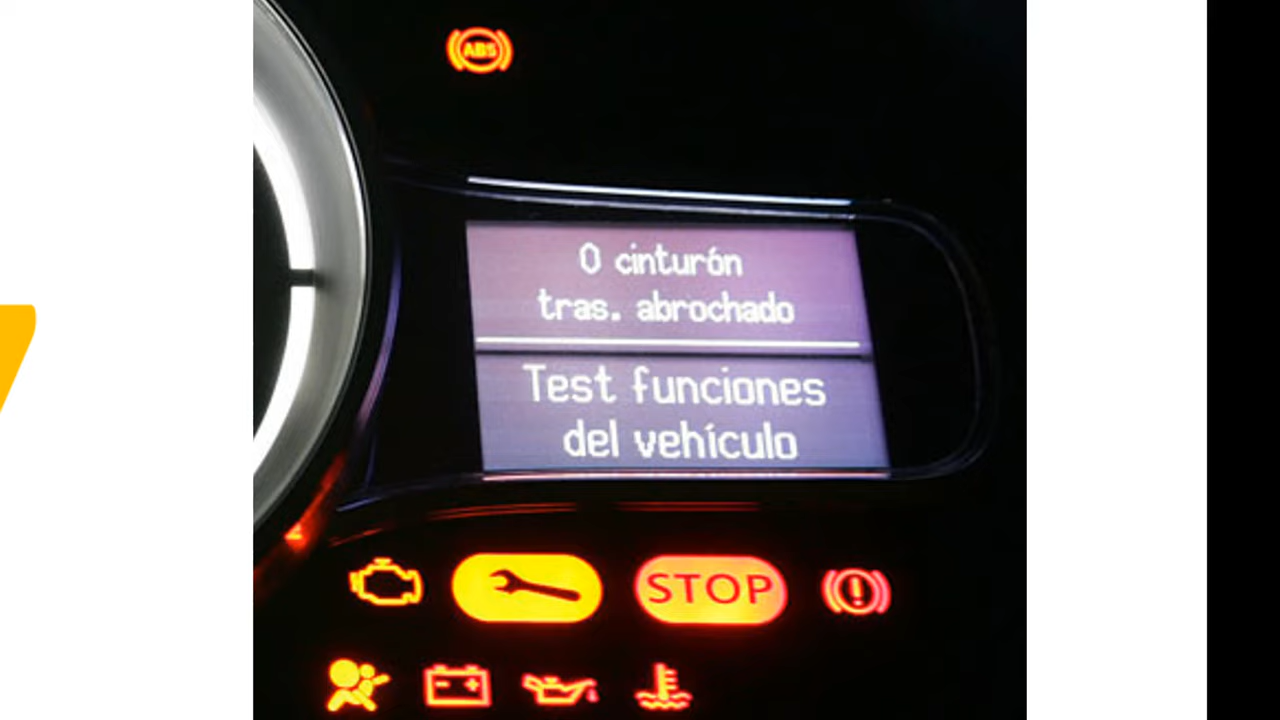 ABS
0 cinturón
tras. abrochado
Test funciones
del vehículo
STOP